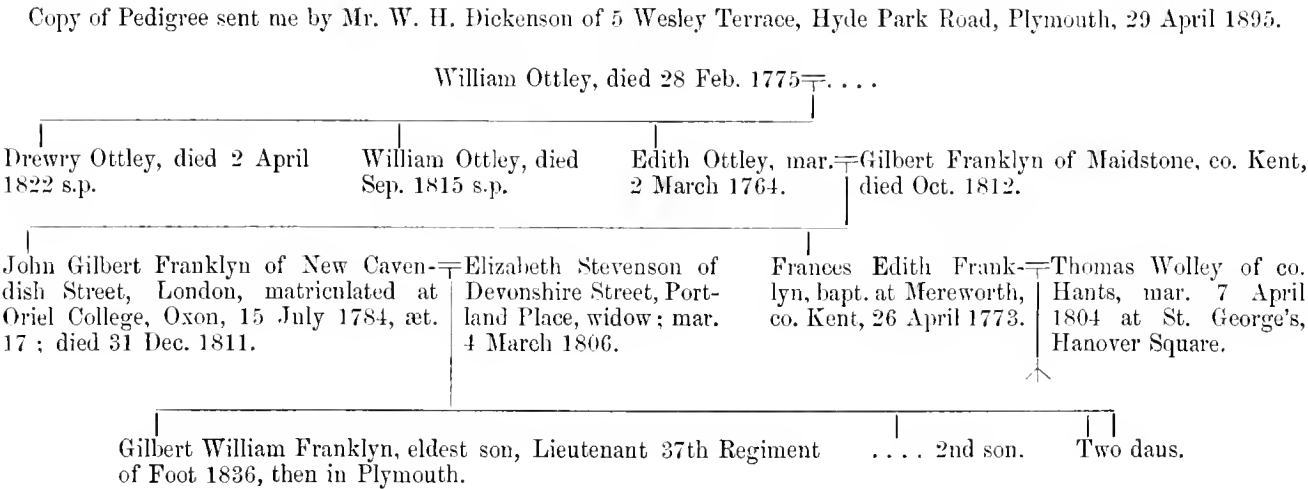 Copy of Pedigree sent me by Mr. W. H. Dickenson of 5 Wesley Terrace, Hyde Park Road, Plymouth, 29 April 1895.
William Ottley, died 28 Feb. 1775=. . . .
Drewry Ottley, died 2 April
1822 s.p.
William Ottley, died
Sep. 1815 s.p.
Edith Ottley, mar.=
2 March 1764.
Gilbert Franklyn of Maidstone, co. Kent,
died Oct. 1812.
John Gilbert Franklyn of New Caven-=
dish Street, London, matriculated at
Oriel College, Oxon, 15 July 1784, æt.
17 ; died 31 Dec. 1811.
Elizabeth Stevenson of
Devonshire Street, Port-
land Place, widow ; mar.
4 March 1806.
Frances Edith Frank-=
lyn, bapt. at Mereworth,
co. Kent, 26 April 1773.
Thomas Wolley of co.
Hants, mar. 7 April
1804 at St. George's,
Hanover Square.
Gilbert William Franklyn, eldest son, Lieutenant 37th Regiment
of Foot 1836, then in Plymouth.
. . . . 2nd son.
Two daus.